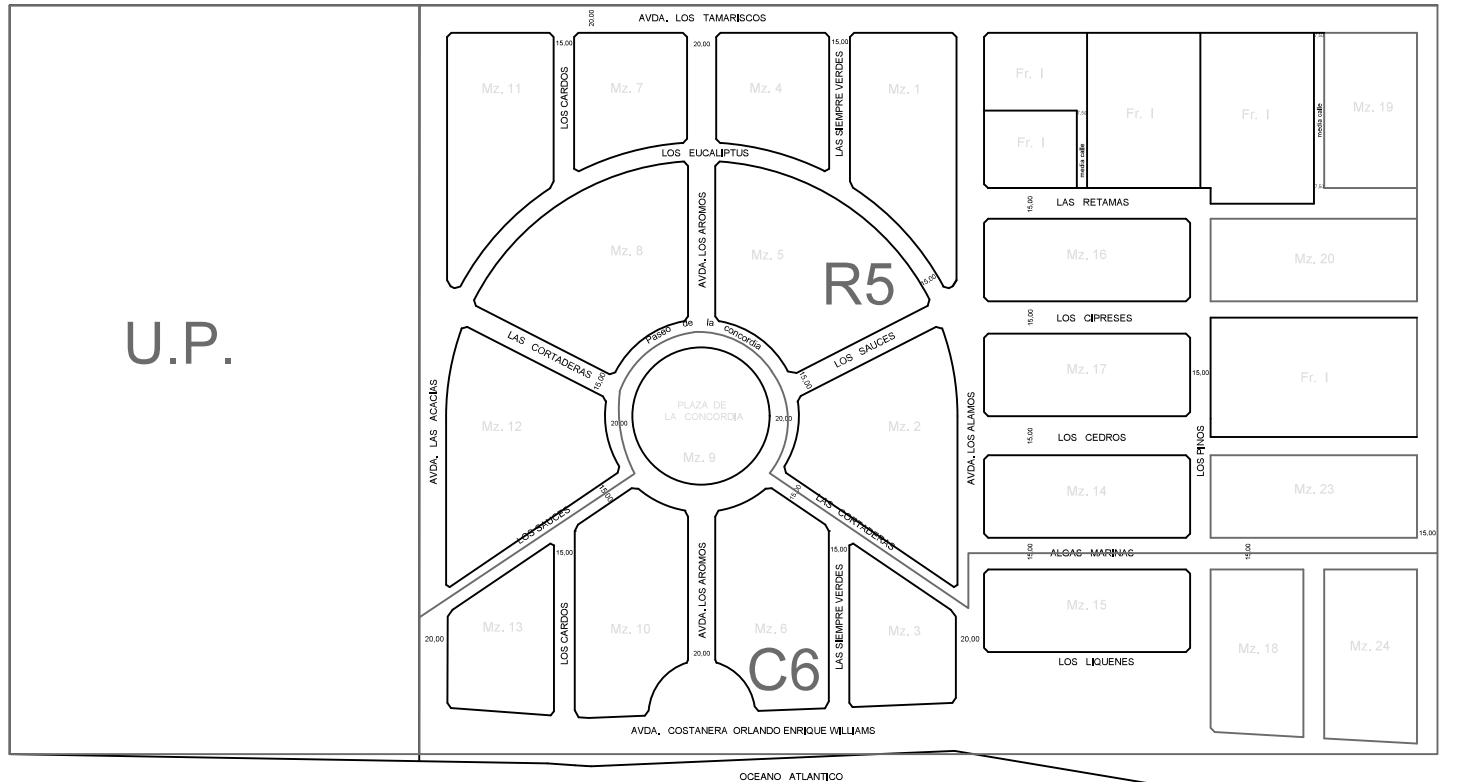 AVDA. LOS TAMARISCOS
20,00
15,00
20,00
15,00
Mz. 11
LOS CARDOS
Mz. 7
Mz. 4
LAS SIEMPRE VERDES
Mz. 1
Fr. I
Fr. I
Fr. I
Mz. 19
7,50
media calle
Fr. I
media calle
LOS EUCALIPTUS
15,00
LAS RETAMAS
Mz. 8
AVDA. LOS AROMOS
Mz. 5
R5
15,00
Mz. 16
Mz. 20
U.P.
Paseo de la concordia
LAS CORTADERAS
15,00
LOS SAUCES
15,00
15,00
LOS CIPRESES
AVDA. LAS ACACIAS
Mz. 12
20,00
PLAZA DE
LA CONCORDIA
Mz. 9
20,00
Mz. 2
AVDA. LOS ALAMOS
Mz. 17
15,00
Fr. I
15,00
LOS CEDROS
LOS PINOS
15,00
LOS SAUCES
15,00
LAS CORTADERAS
Mz. 14
Mz. 23
15,00
15,00
15,00
ALGAS MARINAS
15,00
15,00
20,00
Mz. 13
LOS CARDOS
Mz. 10
AVDA. LOS AROMOS
20,00
Mz. 6
C6
LAS SIEMPRE VERDES
Mz. 3
20,00
Mz. 15
LOS LIQUENES
Mz. 18
Mz. 24
AVDA. COSTANERA ORLANDO ENRIQUE WILLIAMS
OCEANO ATLANTICO